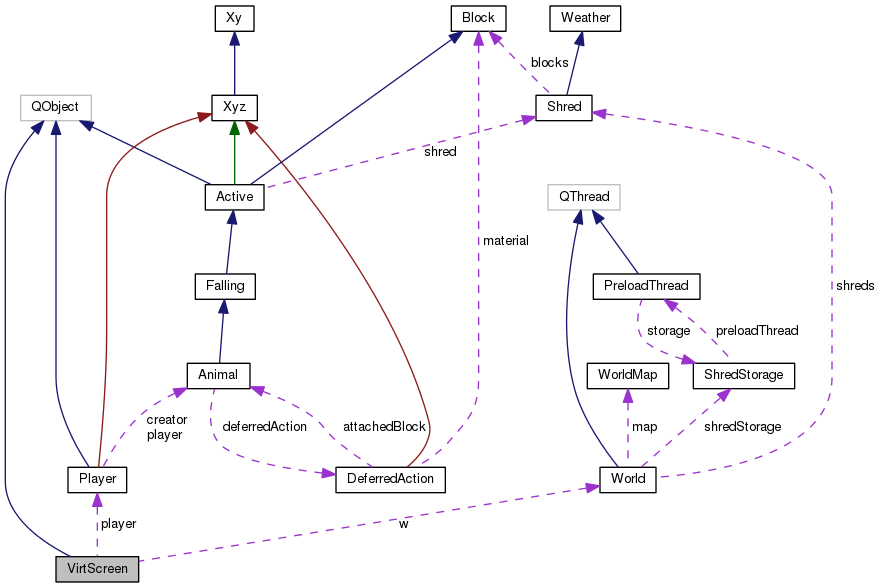 Xy
Block
Weather
blocks
QObject
Xyz
Shred
shred
Active
QThread
material
Falling
PreloadThread
shreds
storage
preloadThread
Animal
WorldMap
ShredStorage
creator
player
deferredAction
attachedBlock
map
shredStorage
Player
DeferredAction
World
player
w
VirtScreen